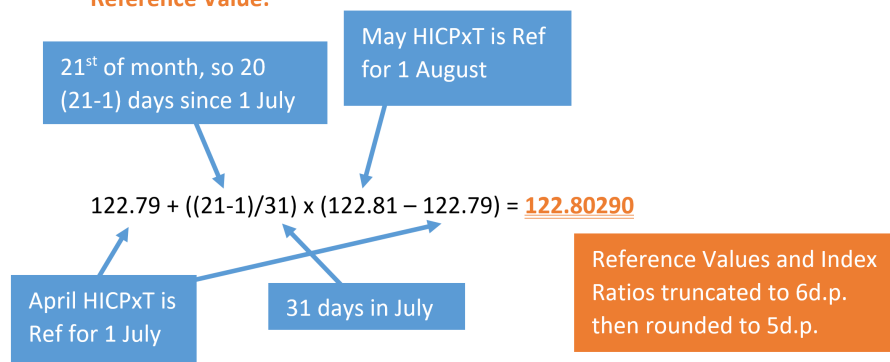 Reference Value:
21st of month, so 20
(21-1) days since 1 July
May HICPxT is Ref
for 1 August
122.79 + ((21-1)/31) x (122.81 – 122.79) = 122.80290
April HICPxT is
Ref for 1 July
31 days in July
Reference Values and Index
Ratios truncated to 6d.p.
then rounded to 5d.p.